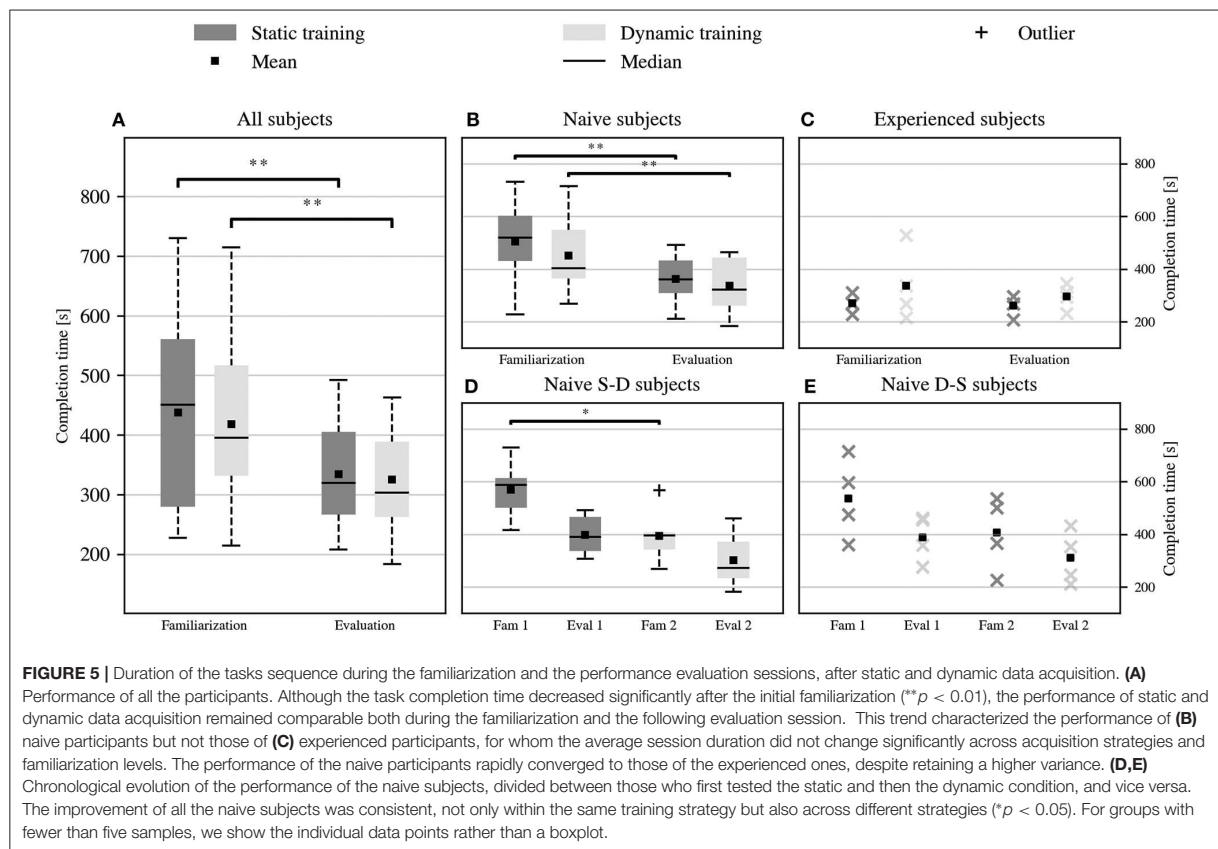 Static training Dynamic training + Outlier
Mean Median
A All subjects
** **
800
700
600
500
400
300
200
Completion time [s]
Familiarization Evaluation
B Naive subjects
** **
Familiarization Evaluation
C Experienced subjects
800
600
400
200
Completion time [s]
Familiarization Evaluation
D Naive S-D subjects
*
Fam 1 Eval 1 Fam 2 Eval 2
E Naive D-S subjects
800
600
400
200
Completion time [s]
Fam 1 Eval 1 Fam 2 Eval 2
FIGURE 5 | Duration of the tasks sequence during the familiarization and the performance evaluation sessions, after static and dynamic data acquisition. (A)
Performance of all the participants. Although the task completion time decreased significantly after the initial familiarization (**p < 0.01), the performance of static and
dynamic data acquisition remained comparable both during the familiarization and the following evaluation session. This trend characterized the performance of (B)
naive participants but not those of (C) experienced participants, for whom the average session duration did not change significantly across acquisition strategies and
familiarization levels. The performance of the naive participants rapidly converged to those of the experienced ones, despite retaining a higher variance. (D,E)
Chronological evolution of the performance of the naive subjects, divided between those who first tested the static and then the dynamic condition, and vice versa.
The improvement of all the naive subjects was consistent, not only within the same training strategy but also across different strategies (*p < 0.05). For groups with
fewer than five samples, we show the individual data points rather than a boxplot.